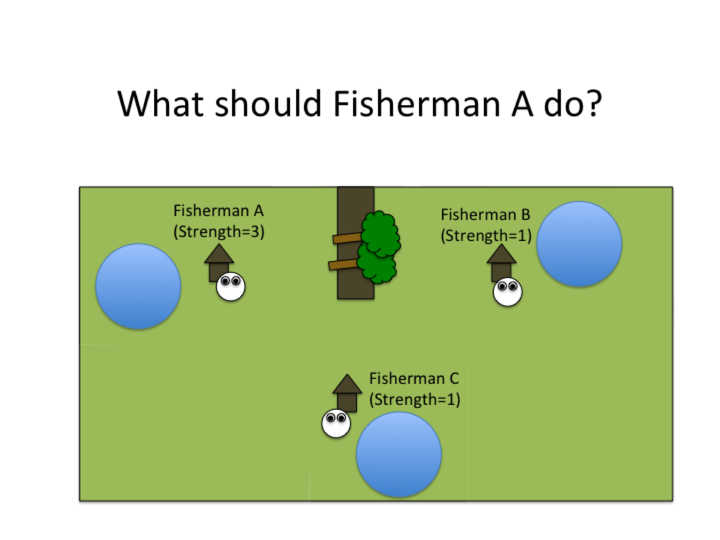 What should Fisherman A do?
Fisherman A
(Strength=3)
Fisherman B
(Strength=1)
Fisherman C
(Strength=1)